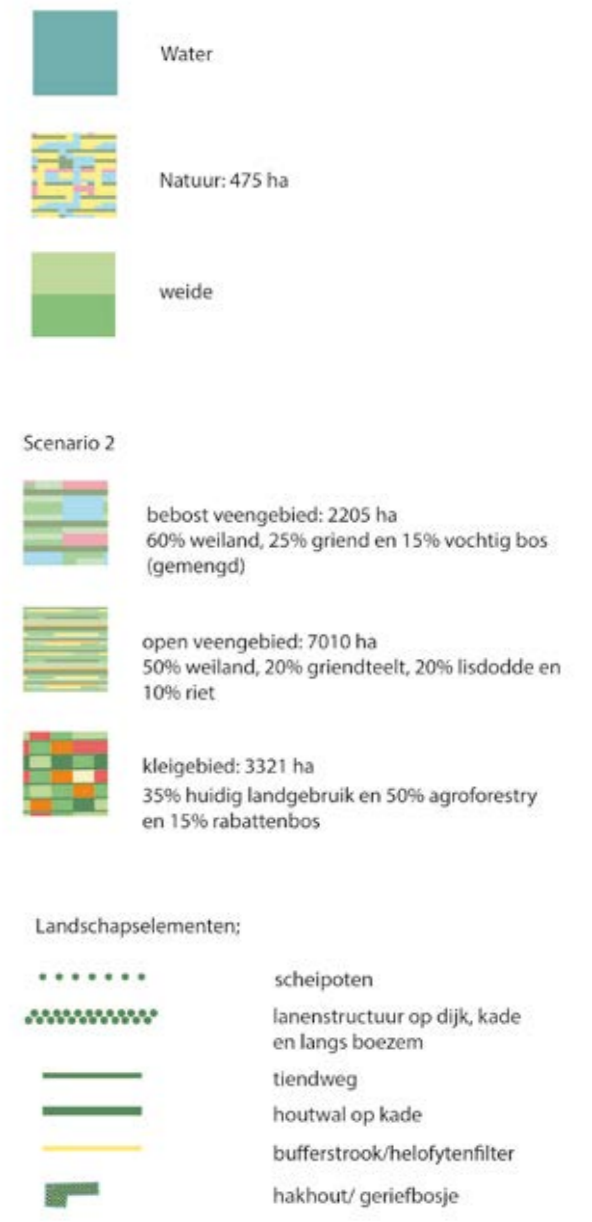 Water
Natuur: 475 ha
weide
Scenario 2
bebost veengebied: 2205 ha
60% weiland, 25% griend en 15% vochtig bos
(gemengd)
open veengebied: 7010 ha
50% weiland, 20% griendteelt, 20% lisdodde en
10% riet
kleigebied: 3321 ha
35% huidig landgebruik en 50% agroforestry
en 15% rabattenbos
Landschapselementen;
scheipoten
lanenstructuur op dijk, kade
en langs boezem
tiendweg
houtwal op kade
bufferstrook/helofytenfilter
hakhout/ geriefbosje